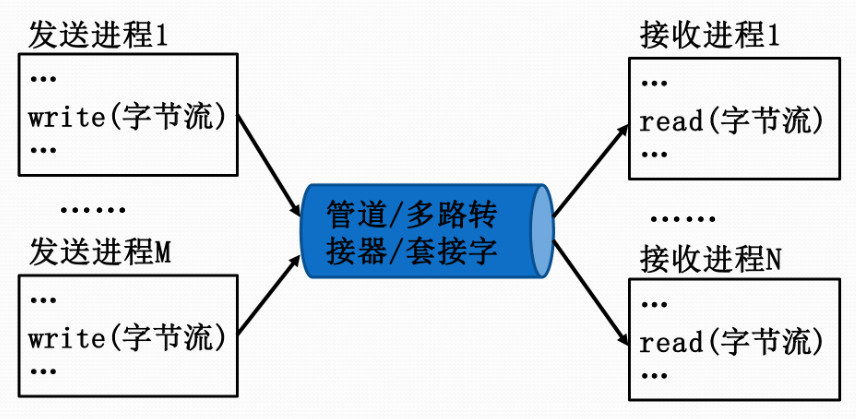 发送进程1
…
write(字节流)
…
……
发送进程M
…
write(字节流)
…
管道/多路转
接器/套接字
接收进程1
…
read(字节流)
…
……
接收进程N
…
read(字节流)
…